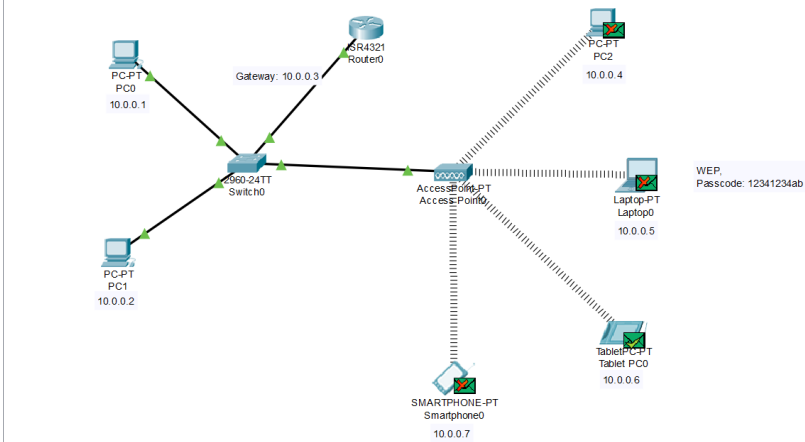 ISR4321
Router0
PC-PT
PC0
10.0.0.1
Gateway: 10.0.0.3
PC-PT
PC2
10.0.0.4
2960-24TT
Switch0
AccessPoint-PT
Access Point0
Laptop-PT
Laptop0
10.0.0.5
WEP,
Passcode: 12341234ab
PC-PT
PC1
10.0.0.2
TabletPC-PT
Tablet PC0
10.0.0.6
SMARTPHONE-PT
Smartphone0
10.0.0.7